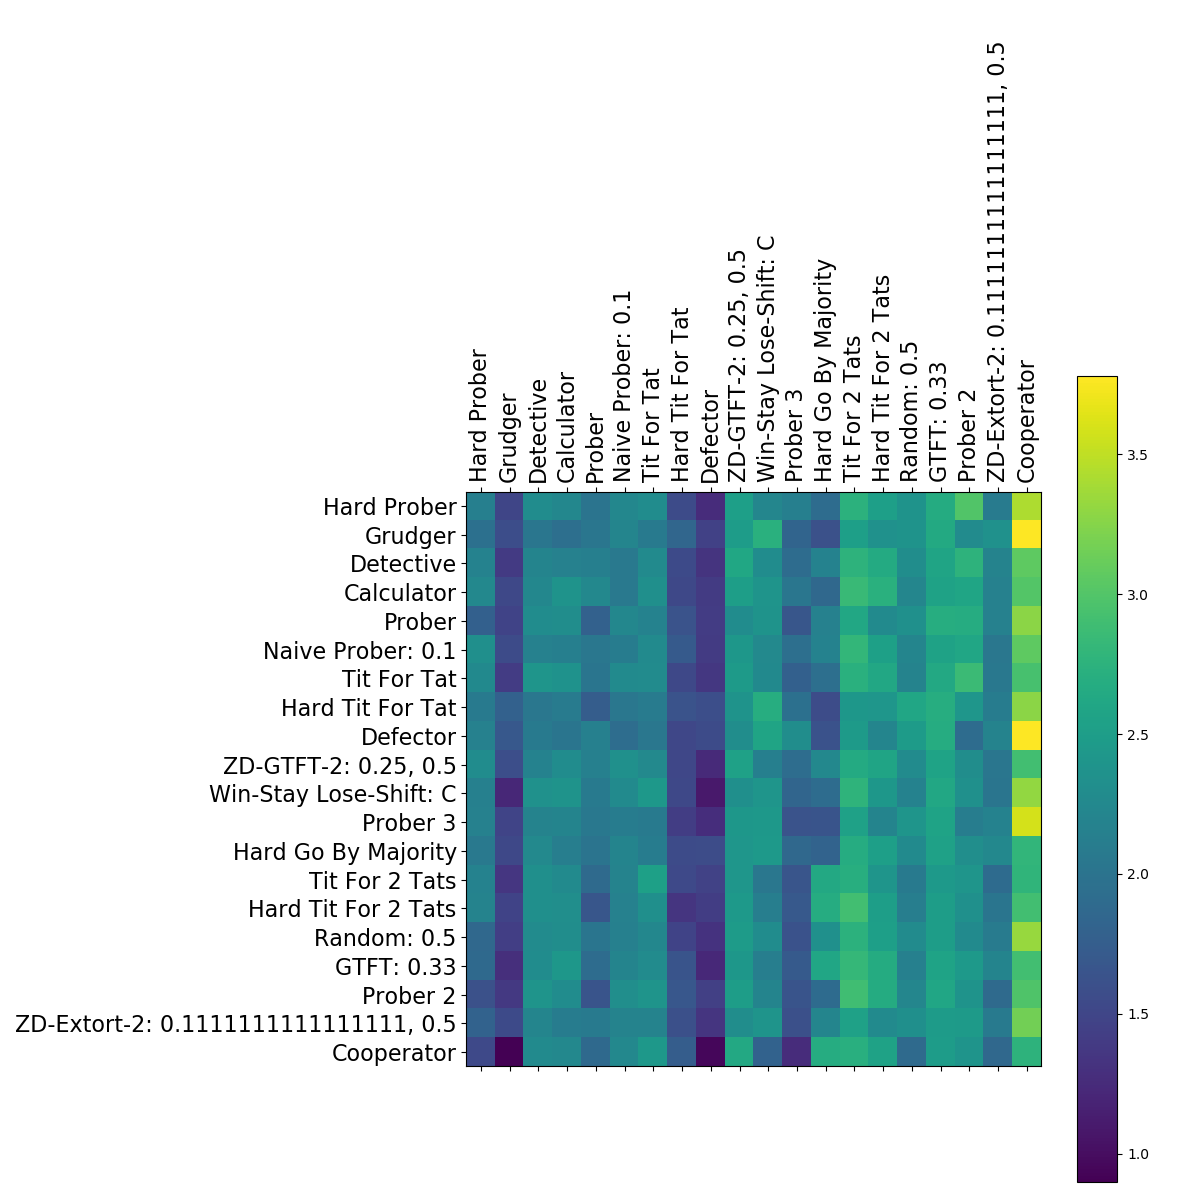 Hard Prober
Grudger
Detective
Calculator
Prober
Naive Prober: 0.1
Tit For Tat
Hard Tit For Tat
Defector
ZD-GTFT-2: 0.25, 0.5
Win-Stay Lose-Shift: C
Prober 3
Hard Go By Majority
Tit For 2 Tats
Hard Tit For 2 Tats
Random: 0.5
GTFT: 0.33
Prober 2
ZD-Extort-2: 0.1111111111111111, 0.5
Cooperator
Hard Prober
Grudger
Detective
Calculator
Prober
Naive Prober: 0.1
Tit For Tat
Hard Tit For Tat
Defector
ZD-GTFT-2: 0.25, 0.5
Win-Stay Lose-Shift: C
Prober 3
Hard Go By Majority
Tit For 2 Tats
Hard Tit For 2 Tats
Random: 0.5
GTFT: 0.33
Prober 2
ZD-Extort-2: 0.1111111111111111, 0.5
Cooperator
3.5
3.0
2.5
2.0
1.5
1.0